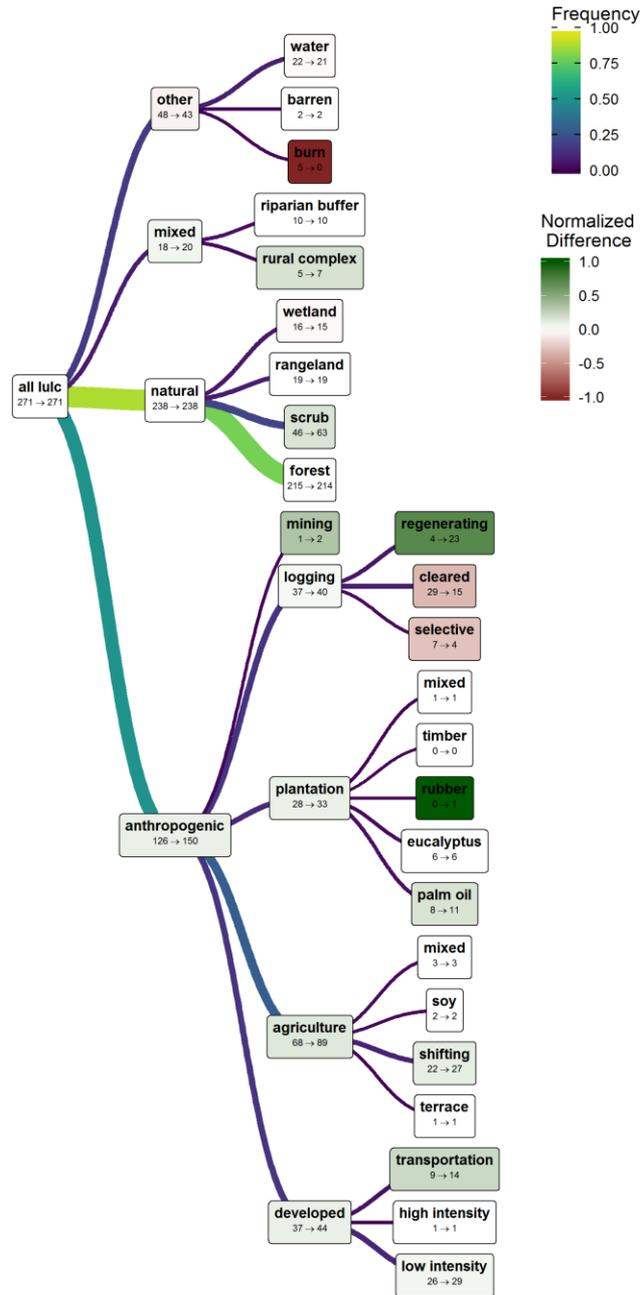 Frequency
1.00
0.75
0.50
0.25
0.00
Normalized
Difference
1.0
0.5
0.0
-0.5
-1.0
water
22 → 21
other
48 → 43
barren
2 → 2
burn
5 → 0
riparian buffer
10 → 10
mixed
18 → 20
rural complex
5 → 7
wetland
16 → 15
rangeland
19 → 19
all lulc
271 → 271
natural
238 → 238
scrub
46 → 63
forest
215 → 214
mining
1 → 2
regenerating
4 → 23
logging
37 → 40
cleared
29 → 15
selective
7 → 4
mixed
1 → 1
timber
0 → 0
plantation
28 → 33
rubber
0 → 1
anthropogenic
126 → 150
eucalyptus
6 → 6
palm oil
8 → 11
mixed
3 → 3
soy
2 → 2
agriculture
68 → 89
shifting
22 → 27
terrace
1 → 1
transportation
9 → 14
developed
37 → 44
high intensity
1 → 1
low intensity
26 → 29